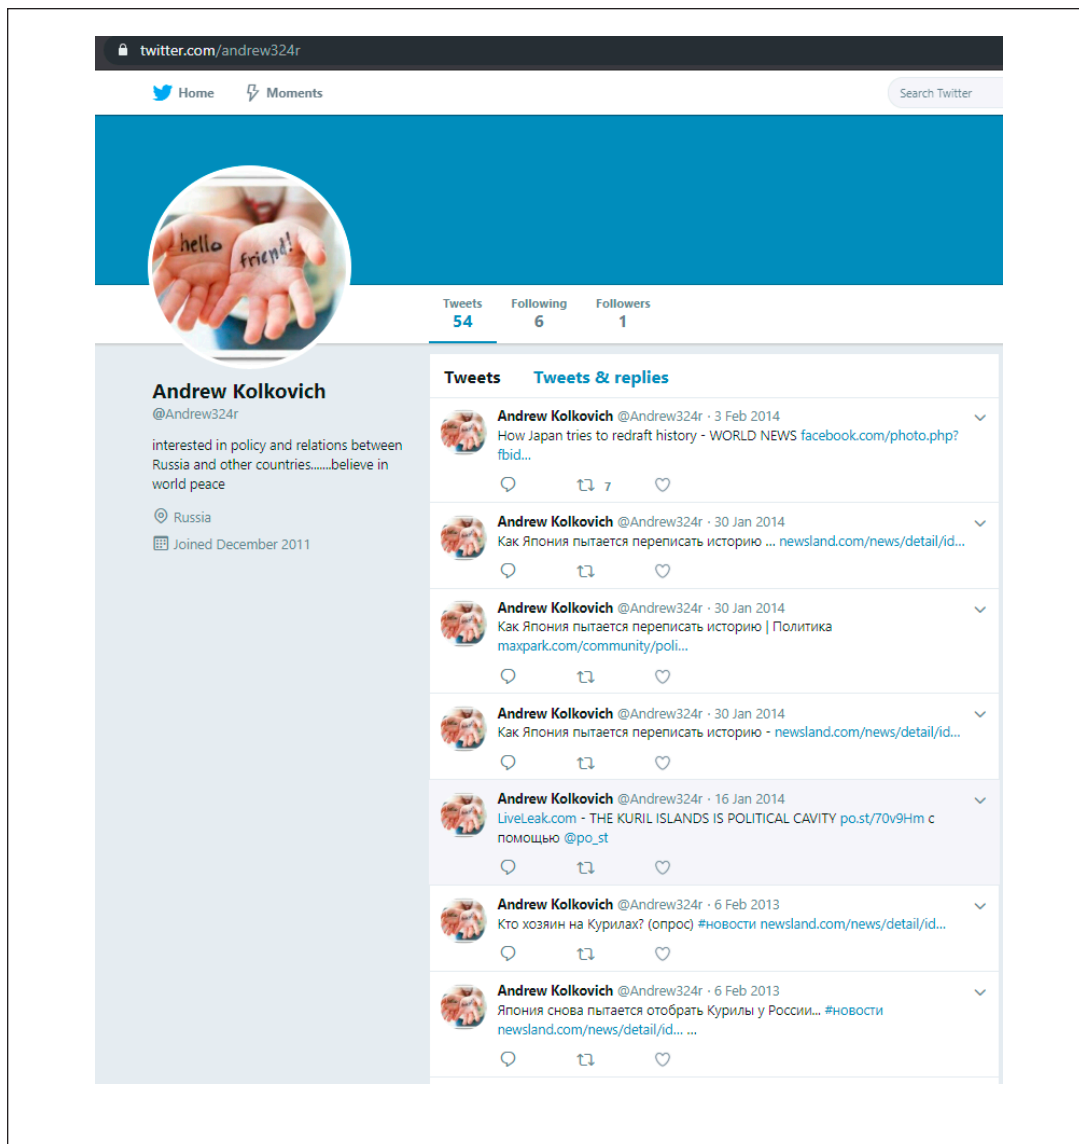 twitter.com/andrew324r
Home
Moments
Search Twitter
hello
friend!
Tweets
54
Following
6
Followers
1
Andrew Kolkovich
@Andrew324r
interested in policy and relations between
Russia and other countries.......believe in
world peace
Russia
Joined December 2011
Tweets
Tweets & replies
Andrew Kolkovich @Andrew324r · 3 Feb 2014
How Japan tries to redraft history - WORLD NEWS facebook.com/photo.php?
fbid...
7
Andrew Kolkovich @Andrew324r · 30 Jan 2014
Как Япония пытается переписать историю ... newsland.com/news/detail/id...
Andrew Kolkovich @Andrew324r · 30 Jan 2014
Как Япония пытается переписать историю | Политика
maxpark.com/community/poli...
Andrew Kolkovich @Andrew324r · 30 Jan 2014
Как Япония пытается переписать историю - newsland.com/news/detail/id...
Andrew Kolkovich @Andrew324r · 16 Jan 2014
LiveLeak.com - THE KURIL ISLANDS IS POLITICAL CAVITY po.st/70v9Hm с
помощью @po_st
Andrew Kolkovich @Andrew324r · 6 Feb 2013
Кто хозяин на Курилах? (опрос) #новости newsland.com/news/detail/id...
Andrew Kolkovich @Andrew324r · 6 Feb 2013
Япония снова пытается отобрать Курилы у России... #новости
newsland.com/news/detail/id... ...